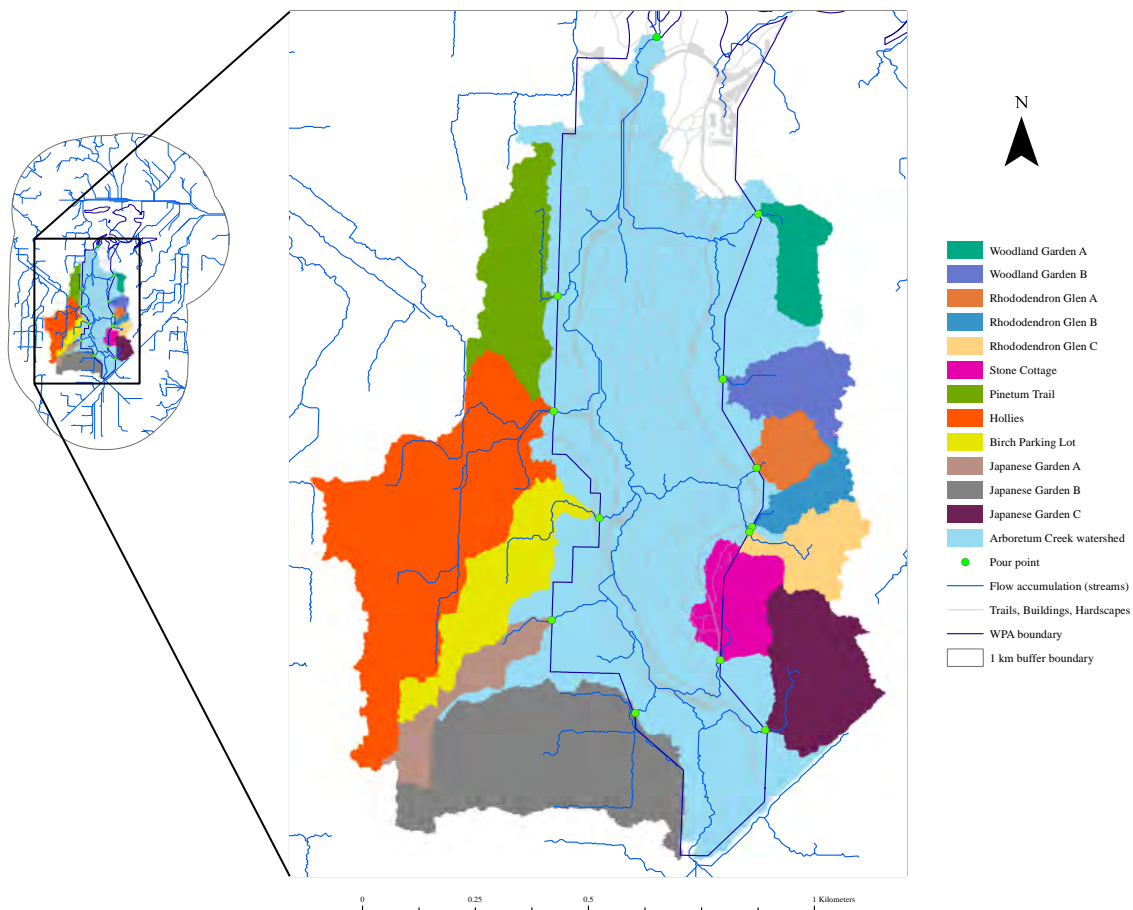 N
Woodland Garden A
Woodland Garden B
Rhododendron Glen A
Rhododendron Glen B
Rhododendron Glen C
Stone Cottage
Pinetum Trail
Hollies
Birch Parking Lot
Japanese Garden A
Japanese Garden B
Japanese Garden C
Arboretum Creek watershed
Pour point
Flow accumulation (streams)
Trails, Buildings, Hardscapes
WPA boundary
1 km buffer boundary
0 0.25 0.5 1 Kilometers